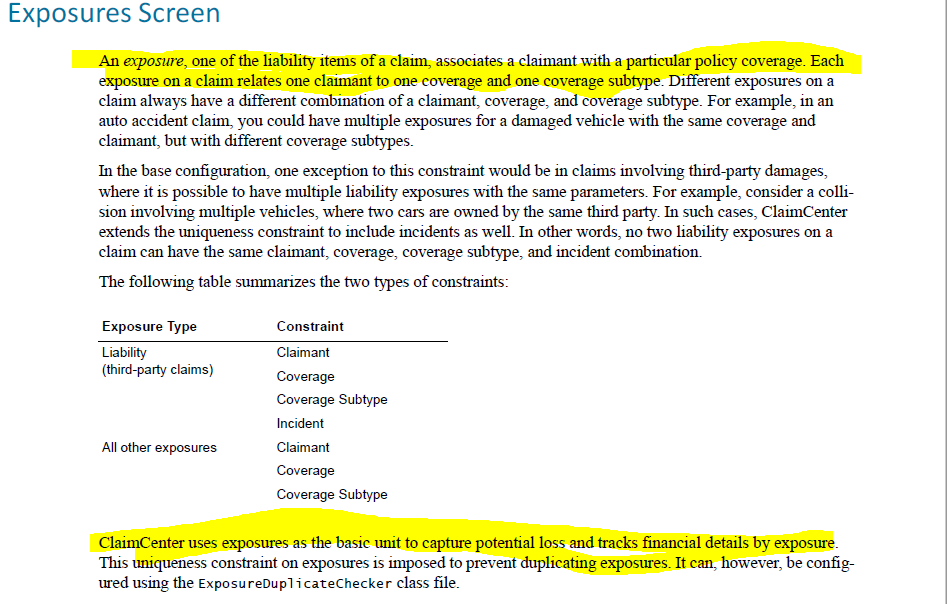 Exposures Screen
An exposure, one of the liability items of a claim, associates a claimant with a particular policy coverage. Each
exposure on a claim relates one claimant to one coverage and one coverage subtype. Different exposures on a
claim always have a different combination of a claimant, coverage, and coverage subtype. For example, in an
auto accident claim, you could have multiple exposures for a damaged vehicle with the same coverage and
claimant, but with different coverage subtypes.
In the base configuration, one exception to this constraint would be in claims involving third-party damages,
where it is possible to have multiple liability exposures with the same parameters. For example, consider a colli-
sion involving multiple vehicles, where two cars are owned by the same third party. In such cases, ClaimCenter
extends the uniqueness constraint to include incidents as well. In other words, no two liability exposures on a
claim can have the same claimant, coverage, coverage subtype, and incident combination.
The following table summarizes the two types of constraints:
Exposure Type Constraint
Liability Claimant
(third-party claims)
Coverage
Coverage Subtype
Incident
All other exposures Claimant
Coverage
Coverage Subtype
ClaimCenter uses exposures as the basic unit to capture potential loss and tracks financial details by exposure.
This uniqueness constraint on exposures is imposed to prevent duplicating exposures. It can, however, be config-
ured using the ExposureDuplicateChecker class file.